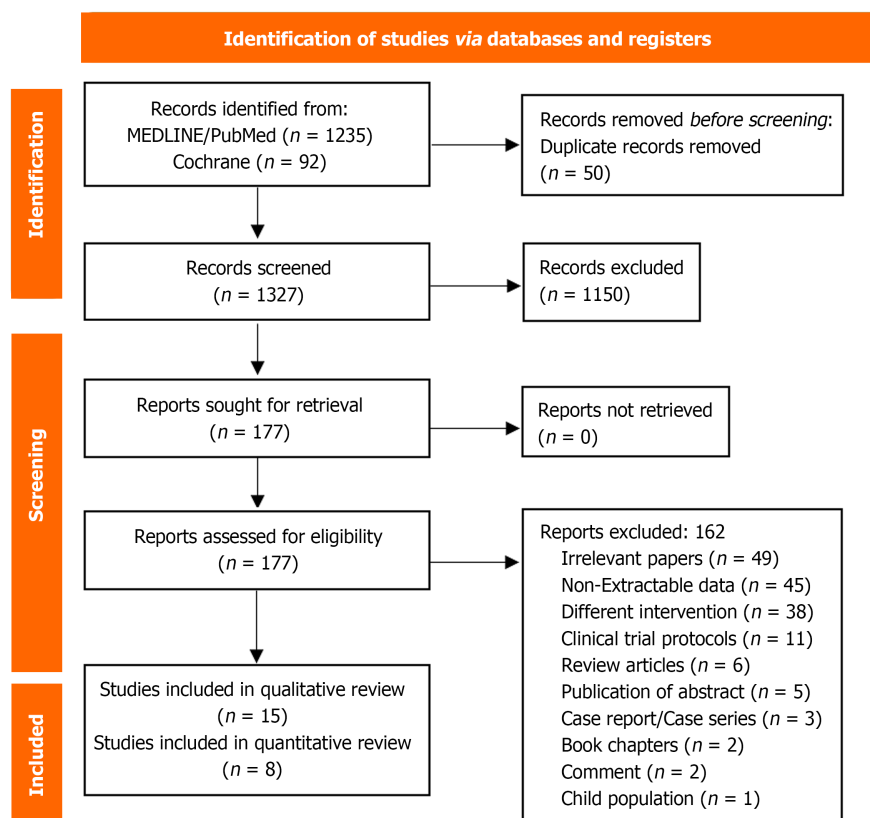 Identification of studies via databases and registers
Identification
Records identified from:
MEDLINE/PubMed (n = 1235)
Cochrane (n = 92)
Records removed before screening:
Duplicate records removed
(n = 50)
Records screened
(n = 1327)
Records excluded
(n = 1150)
Screening
Reports sought for retrieval
(n = 177)
Reports not retrieved
(n = 0)
Reports assessed for eligibility
(n = 177)
Reports excluded: 162
Irrelevant papers (n = 49)
Non-Extractable data (n = 45)
Different intervention (n = 38)
Clinical trial protocols (n = 11)
Review articles (n = 6)
Publication of abstract (n = 5)
Case report/Case series (n = 3)
Book chapters (n = 2)
Comment (n = 2)
Child population (n = 1)
Included
Studies included in qualitative review
(n = 15)
Studies included in quantitative review
(n = 8)